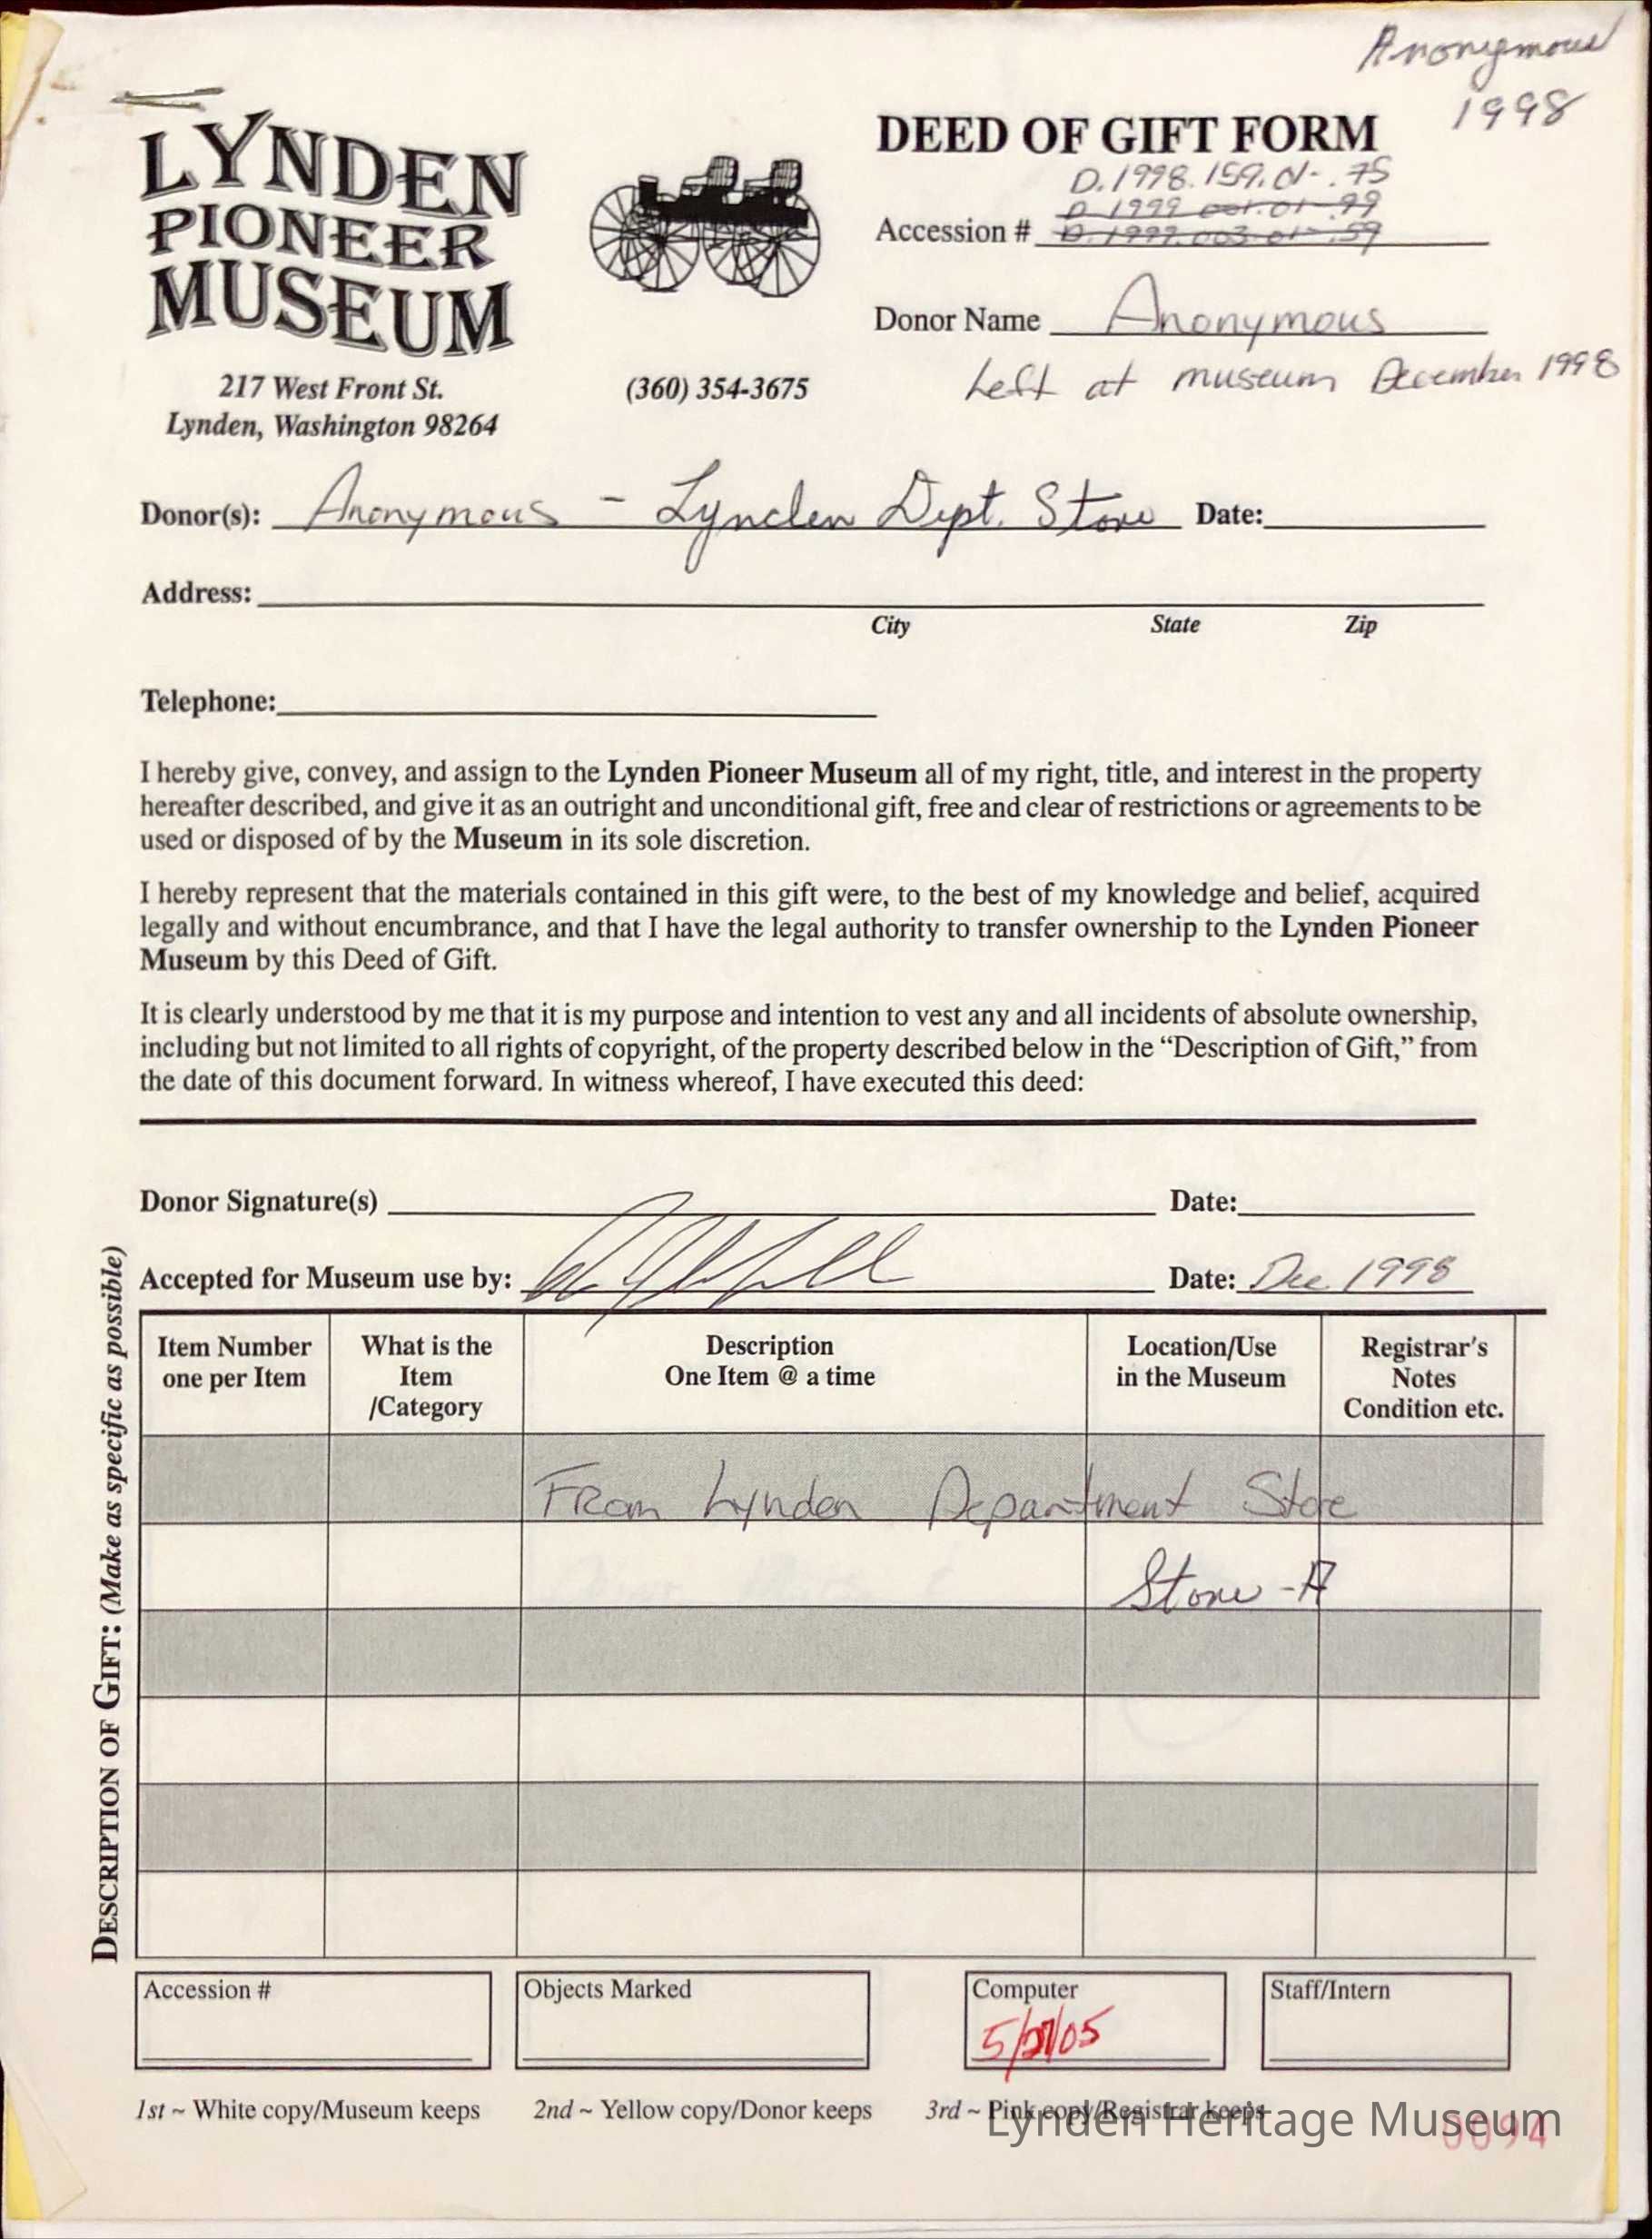 Anonymous
1998
LYNDEN
PIONEER
MUSEUM
217 West Front St.
Lynden, Washington 98264
(360) 354-3675
DEED OF GIFT FORM
D.1998.159.01-.75
D 1999 001.01-.99
Accession # D.1999.003.01-.59
Donor Name Anonymous
Left at museum December 1998
Donor(s): Anonymous - Lynden Dept. Store Date:
Address:
City State Zip
Telephone:
I hereby give, convey, and assign to the Lynden Pioneer Museum all of my right, title, and interest in the property
hereafter described, and give it as an outright and unconditional gift, free and clear of restrictions or agreements to be
used or disposed of by the Museum in its sole discretion.
I hereby represent that the materials contained in this gift were, to the best of my knowledge and belief, acquired
legally and without encumbrance, and that I have the legal authority to transfer ownership to the Lynden Pioneer
Museum by this Deed of Gift.
It is clearly understood by me that it is my purpose and intention to vest any and all incidents of absolute ownership,
including but not limited to all rights of copyright, of the property described below in the “Description of Gift,” from
the date of this document forward. In witness whereof, I have executed this deed:
Donor Signature(s) Date:
Accepted for Museum use by: Date: Dec 1998
DESCRIPTION OF GIFT: (Make as specific as possible)
Item Number
one per Item
What is the
Item
/Category
Description
One Item @ a time
Location/Use
in the Museum
Registrar's
Notes
Condition etc.
From Lynden Department Store
Store -A
Accession #
Objects Marked
Computer
5/27/05
Staff/Intern
1st ~ White copy/Museum keeps 2nd ~ Yellow copy/Donor keeps 3rd ~ Pink copy/Registrar keeps
Lynden Heritage Museum
0094